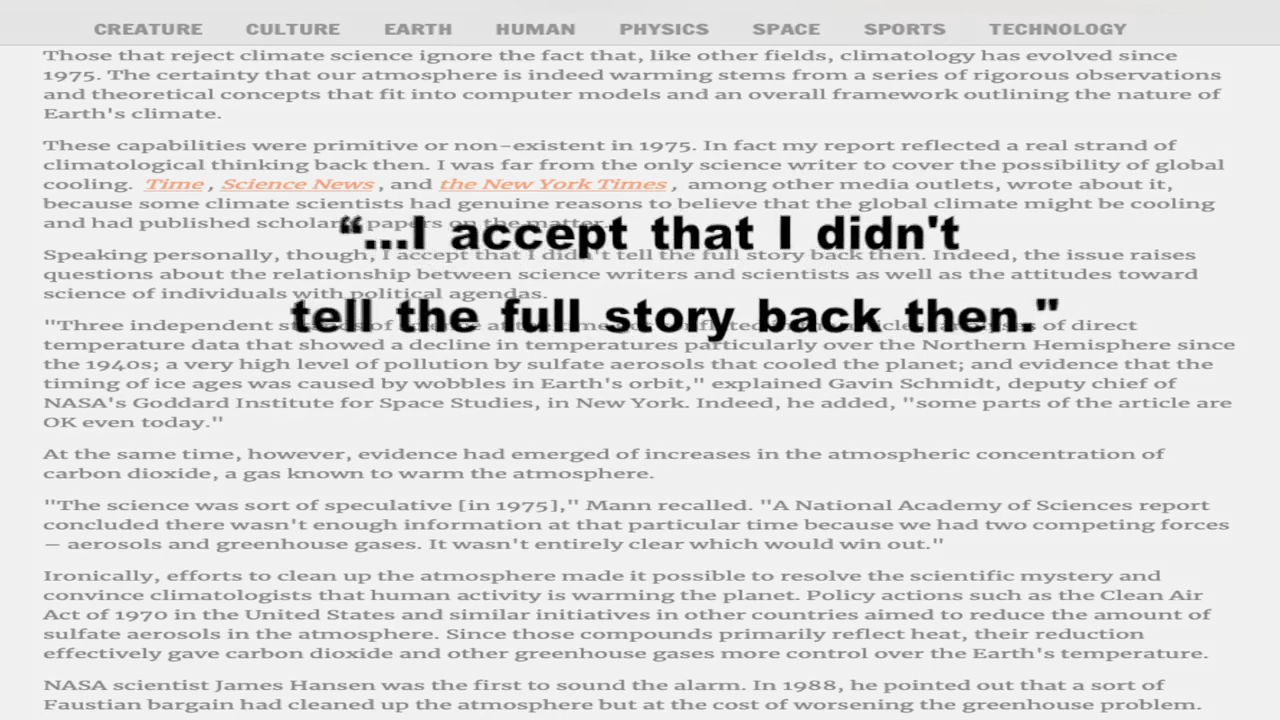 CREATURE CULTURE EARTH HUMAN PHYSICS SPACE SPORTS TECHNOLOGY
Those that reject climate science ignore the fact that, like other fields, climatology has evolved since
1975. The certainty that our atmosphere is indeed warming stems from a series of rigorous observations
and theoretical concepts that fit into computer models and an overall framework outlining the nature of
Earth's climate.
These capabilities were primitive or non-existent in 1975. In fact my report reflected a real strand of
climatological thinking back then. I was far from the only science writer to cover the possibility of global
cooling. Time, Science News, and the New York Times, among other media outlets, wrote about it,
because some climate scientists had genuine reasons to believe that the global climate might be cooling
and had published scholarly papers on the matter.
“...I accept that I didn't
Speaking personally, though, I accept that I didn't tell the full story back then. Indeed, the issue raises
questions about the relationship between science writers and scientists as well as the attitudes toward
science of individuals with political agendas.
tell the full story back then."
"Three independent of direct
temperature data that showed a decline in temperatures particularly over the Northern Hemisphere since
the 1940s; a very high level of pollution by sulfate aerosols that cooled the planet; and evidence that the
timing of ice ages was caused by wobbles in Earth's orbit," explained Gavin Schmidt, deputy chief of
NASA's Goddard Institute for Space Studies, in New York. Indeed, he added, "some parts of the article are
OK even today."
At the same time, however, evidence had emerged of increases in the atmospheric concentration of
carbon dioxide, a gas known to warm the atmosphere.
"The science was sort of speculative [in 1975]," Mann recalled. "A National Academy of Sciences report
concluded there wasn't enough information at that particular time because we had two competing forces
— aerosols and greenhouse gases. It wasn't entirely clear which would win out."
Ironically, efforts to clean up the atmosphere made it possible to resolve the scientific mystery and
convince climatologists that human activity is warming the planet. Policy actions such as the Clean Air
Act of 1970 in the United States and similar initiatives in other countries aimed to reduce the amount of
sulfate aerosols in the atmosphere. Since those compounds primarily reflect heat, their reduction
effectively gave carbon dioxide and other greenhouse gases more control over the Earth's temperature.
NASA scientist James Hansen was the first to sound the alarm. In 1988, he pointed out that a sort of
Faustian bargain had cleaned up the atmosphere but at the cost of worsening the greenhouse problem.